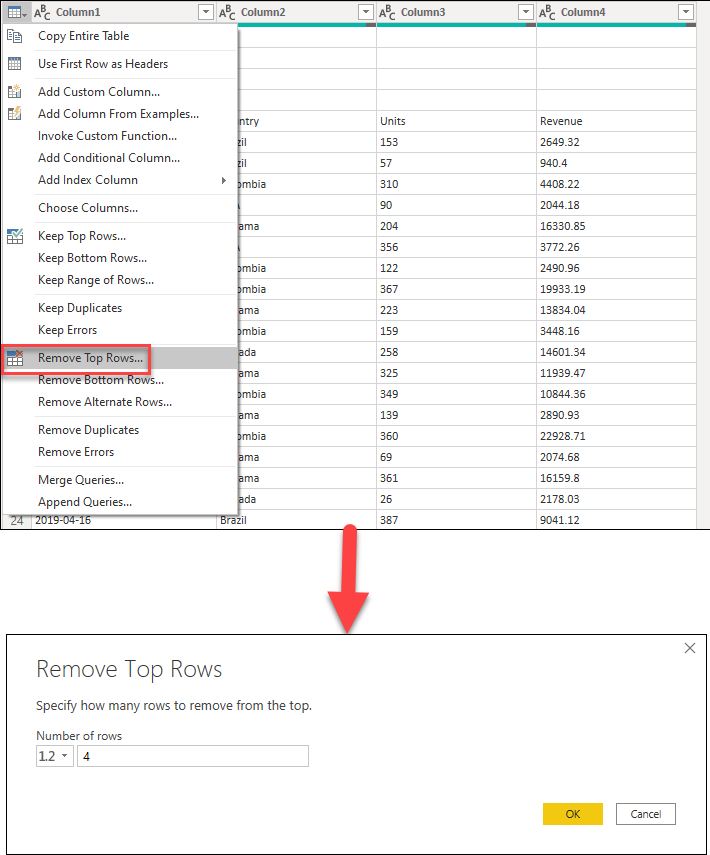 ABC Column1 ABC Column2 ABC Column3 ABC Column4
Copy Entire Table
Use First Row as Headers
Add Custom Column...
Add Column From Examples...
Invoke Custom Function...
Add Conditional Column...
Add Index Column
Choose Columns...
Keep Top Rows...
Keep Bottom Rows...
Keep Range of Rows...
Keep Duplicates
Keep Errors
Remove Top Rows...
Remove Bottom Rows...
Remove Alternate Rows...
Remove Duplicates
Remove Errors
Merge Queries...
Append Queries...
ntry Units Revenue
zil 153 2649.32
zil 57 940.4
ombia 310 4408.22
90 2044.18
ama 204 16330.85
356 3772.26
ombia 122 2490.96
ombia 367 19933.19
ama 223 13834.04
ombia 159 3448.16
ada 258 14601.34
ama 325 11939.47
ombia 349 10844.36
ama 139 2890.93
ombia 360 22928.71
ama 69 2074.68
ama 361 16159.8
ada 26 2178.03
24 2019-04-16 Brazil 387 9041.12
Remove Top Rows
Specify how many rows to remove from the top.
Number of rows
1.2 4
OK Cancel